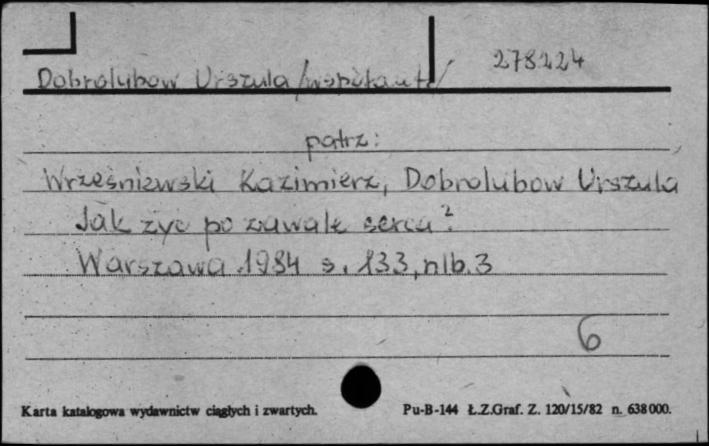 Dobrolubow Urszula /współaut./ 278224
patrz:
Wrześniewski Kazimierz, Dobrolubow Urszula
Jak żyć po zawale serca?
Warszawa 1984 s. 133, nlb. 3
6
Karta katalogowa wydawnictw ciągłych i zwartych. Pu-B-144 Ł.Z.Graf. Z. 120/15/82 n. 638000.